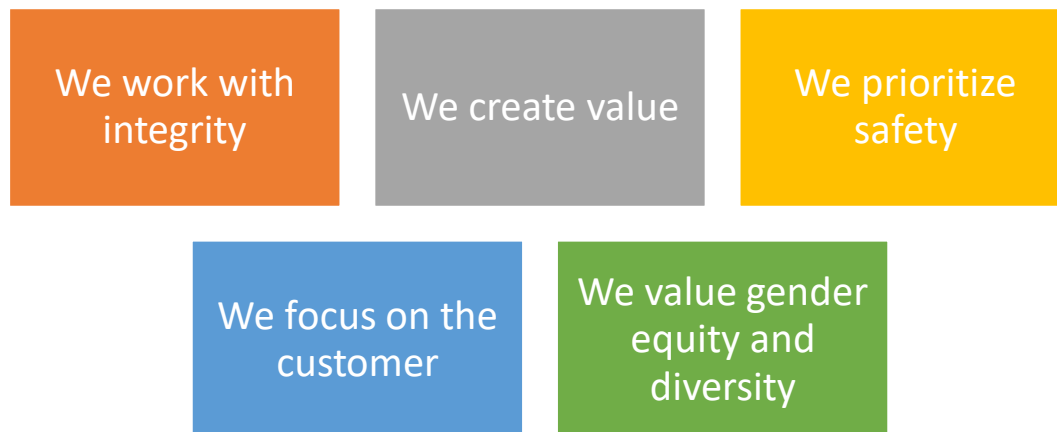 We work with
integrity
We create value
We prioritize
safety
We focus on the
customer
We value gender
equity and
diversity